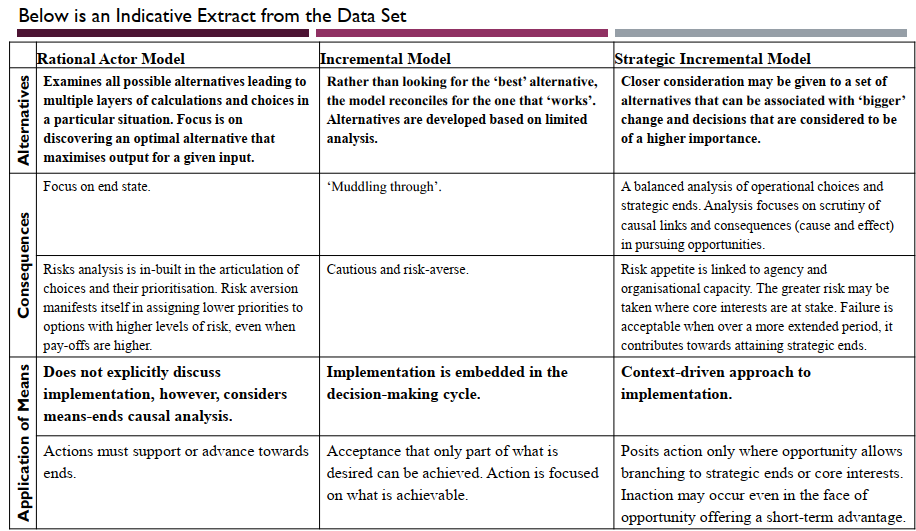 Below is an Indicative Extract from the Data Set
Rational Actor Model
Incremental Model
Strategic Incremental Model
Alternatives
Examines all possible alternatives leading to
multiple layers of calculations and choices in
a particular situation. Focus is on
discovering an optimal alternative that
maximises output for a given input.
Rather than looking for the ‘best’ alternative,
the model reconciles for the one that ‘works’.
Alternatives are developed based on limited
analysis.
Closer consideration may be given to a set of
alternatives that can be associated with ‘bigger’
change and decisions that are considered to be
of a higher importance.
Consequences
Focus on end state.
‘Muddling through’.
A balanced analysis of operational choices and
strategic ends. Analysis focuses on scrutiny of
causal links and consequences (cause and effect)
in pursuing opportunities.
Risks analysis is in-built in the articulation of
choices and their prioritisation. Risk aversion
manifests itself in assigning lower priorities to
options with higher levels of risk, even when
pay-offs are higher.
Cautious and risk-averse.
Risk appetite is linked to agency and
organisational capacity. The greater risk may be
taken where core interests are at stake. Failure is
acceptable when over a more extended period, it
contributes towards attaining strategic ends.
Application of Means
Does not explicitly discuss
implementation, however, considers
means-ends causal analysis.
Implementation is embedded in the
decision-making cycle.
Context-driven approach to
implementation.
Actions must support or advance towards
ends.
Acceptance that only part of what is
desired can be achieved. Action is focused
on what is achievable.
Posits action only where opportunity allows
branching to strategic ends or core interests.
Inaction may occur even in the face of
opportunity offering a short-term advantage.